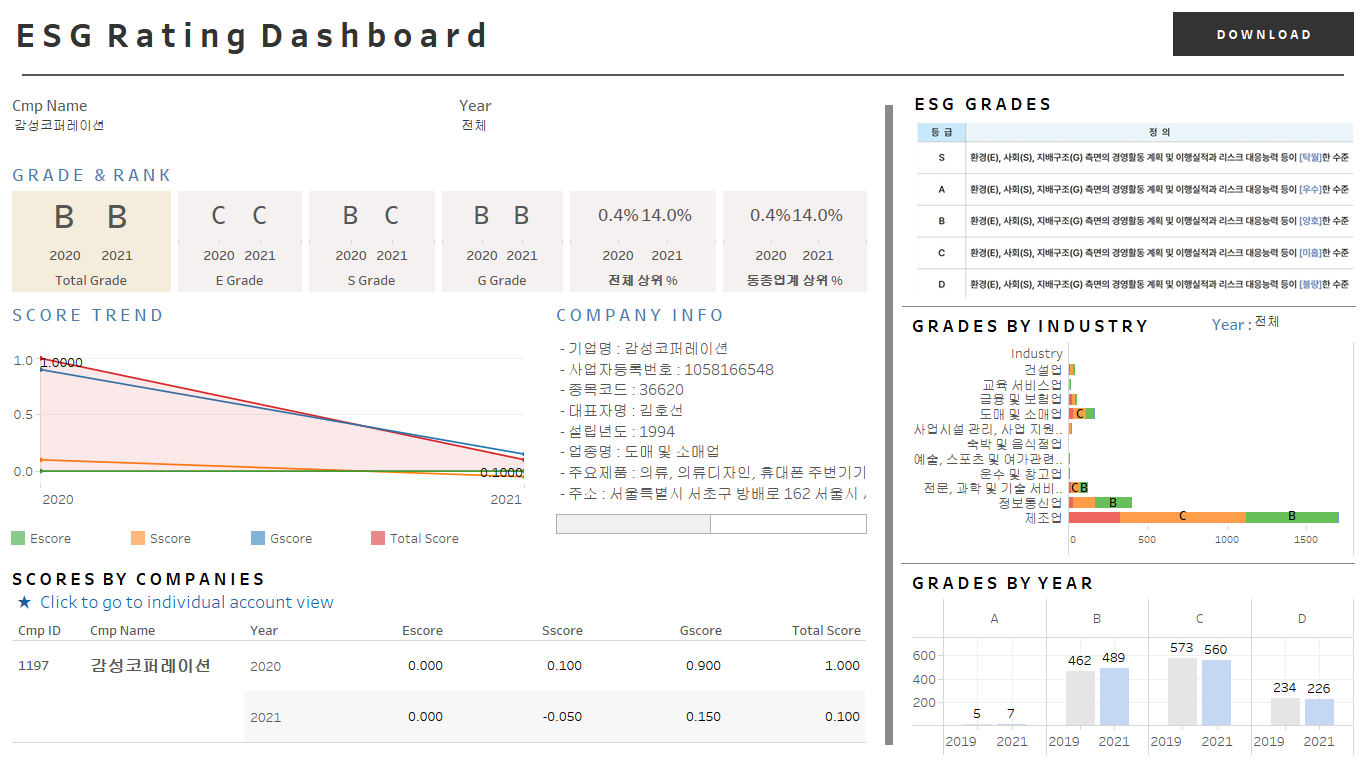 ESG Rating Dashboard
DOWNLOAD
Cmp Name
감성코퍼레이션
Year
전체
GRADE & RANK
B B
2020 2021
Total Grade
C C
2020 2021
E Grade
B C
2020 2021
S Grade
B B
2020 2021
G Grade
0.4% 14.0%
2020 2021
전체 상위 %
0.4% 14.0%
2020 2021
동종업계 상위 %
SCORE TREND
1.0
0.5
0.0
1.0000
0.1000
2020 2021
Escore Sscore Gscore Total Score
COMPANY INFO
- 기업명 : 감성코퍼레이션
- 사업자등록번호 : 1058166548
- 종목코드 : 36620
- 대표자명 : 김호선
- 설립년도 : 1994
- 업종명 : 도매 및 소매업
- 주요제품 : 의류, 의류디자인, 휴대폰 주변기기
- 주소 : 서울특별시 서초구 방배로 162 서울시
SCORES BY COMPANIES
★ Click to go to individual account view
Cmp ID Cmp Name Year Escore Sscore Gscore Total Score
1197 감성코퍼레이션 2020 0.000 0.100 0.900 1.000
2021 0.000 -0.050 0.150 0.100
ESG GRADES
등 급 정 의
S 환경(E), 사회(S), 지배구조(G) 측면의 경영활동 계획 및 이행실적과 리스크 대응능력 등이 [탁월]한 수준
A 환경(E), 사회(S), 지배구조(G) 측면의 경영활동 계획 및 이행실적과 리스크 대응능력 등이 [우수]한 수준
B 환경(E), 사회(S), 지배구조(G) 측면의 경영활동 계획 및 이행실적과 리스크 대응능력 등이 [양호]한 수준
C 환경(E), 사회(S), 지배구조(G) 측면의 경영활동 계획 및 이행실적과 리스크 대응능력 등이 [미흡]한 수준
D 환경(E), 사회(S), 지배구조(G) 측면의 경영활동 계획 및 이행실적과 리스크 대응능력 등이 [불량]한 수준
GRADES BY INDUSTRY
Year : 전체
Industry
건설업
교육 서비스업
금융 및 보험업
도매 및 소매업 C
사업시설 관리, 사업 지원..
숙박 및 음식점업
예술, 스포츠 및 여가관련..
운수 및 창고업
전문, 과학 및 기술 서비.. C B
정보통신업 B
제조업 C B
0 500 1000 1500
GRADES BY YEAR
A B C D
600
400
200
5 7 462 489 573 560 234 226
2019 2021 2019 2021 2019 2021 2019 2021